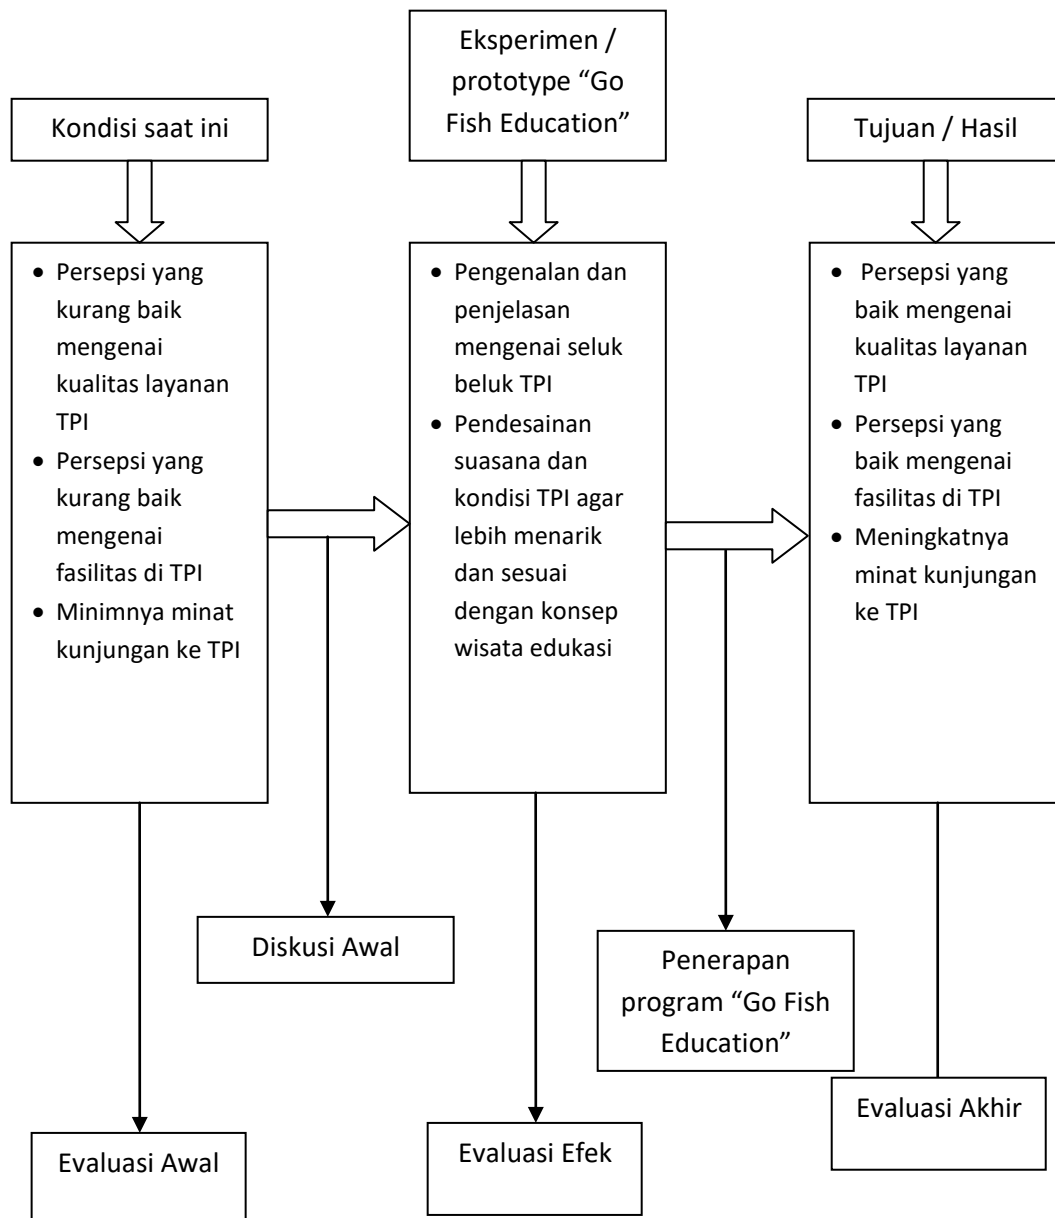 Kondisi saat ini
Eksperimen /
prototype “Go
Fish Education”
Tujuan / Hasil
• Persepsi yang
kurang baik
mengenai
kualitas layanan
TPI
• Persepsi yang
kurang baik
mengenai
fasilitas di TPI
• Minimnya minat
kunjungan ke TPI
• Pengenalan dan
penjelasan
mengenai seluk
beluk TPI
• Pendesainan
suasana dan
kondisi TPI agar
lebih menarik
dan sesuai
dengan konsep
wisata edukasi
• Persepsi yang
baik mengenai
kualitas layanan
TPI
• Persepsi yang
baik mengenai
fasilitas di TPI
• Meningkatnya
minat kunjungan
ke TPI
Diskusi Awal
Penerapan
program “Go Fish
Education”
Evaluasi Awal
Evaluasi Efek
Evaluasi Akhir